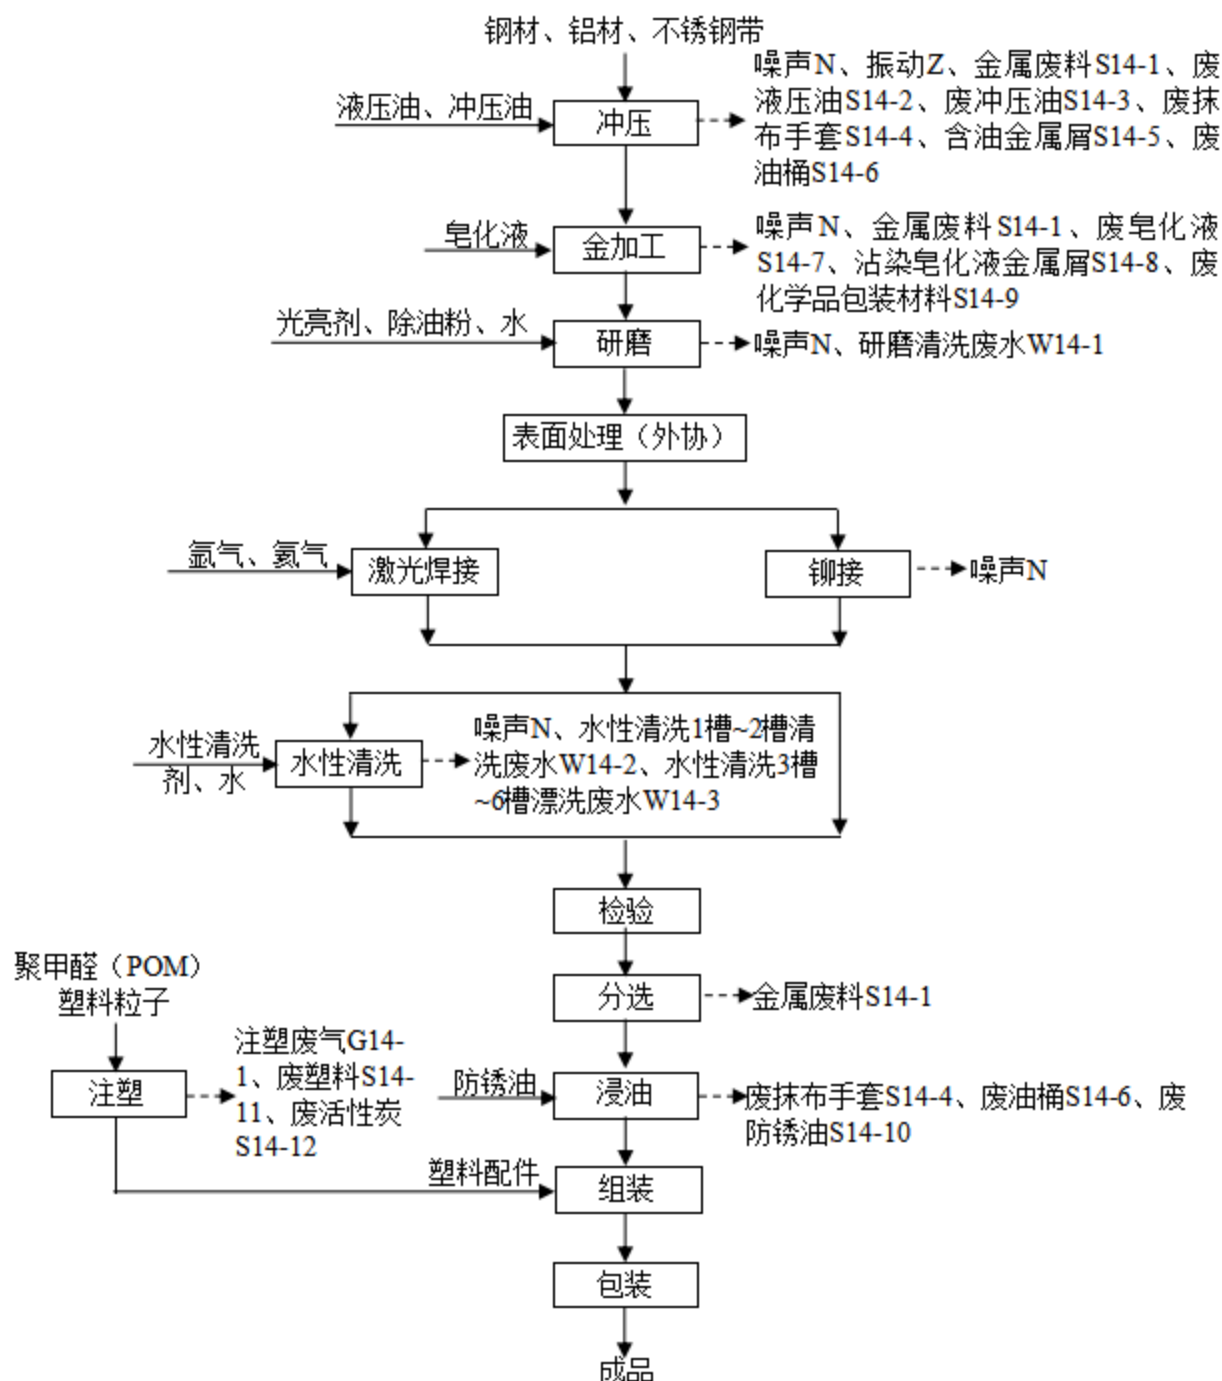 钢材、铝材、不锈钢带
噪声N、振动Z、金属废料S14-1、废
液压油S14-2、废冲压油S14-3、废抹
布手套S14-4、含油金属屑S14-5、废
油桶S14-6
液压油、冲压油
冲压
皂化液
金加工
噪声N、金属废料S14-1、废皂化液
S14-7、沾染皂化液金属屑S14-8、废
化学品包装材料S14-9
光亮剂、除油粉、水
研磨
噪声N、研磨清洗废水W14-1
表面处理（外协）
氩气、氦气
激光焊接
铆接
噪声N
水性清洗
剂、水
水性清洗
噪声N、水性清洗1槽~2槽清
洗废水W14-2、水性清洗3槽
~6槽漂洗废水W14-3
检验
分选
金属废料S14-1
聚甲醛（POM）
塑料粒子
注塑
注塑废气G14-
1、废塑料S14-
11、废活性炭
S14-12
防锈油
浸油
废抹布手套S14-4、废油桶S14-6、废
防锈油S14-10
塑料配件
组装
包装
成品